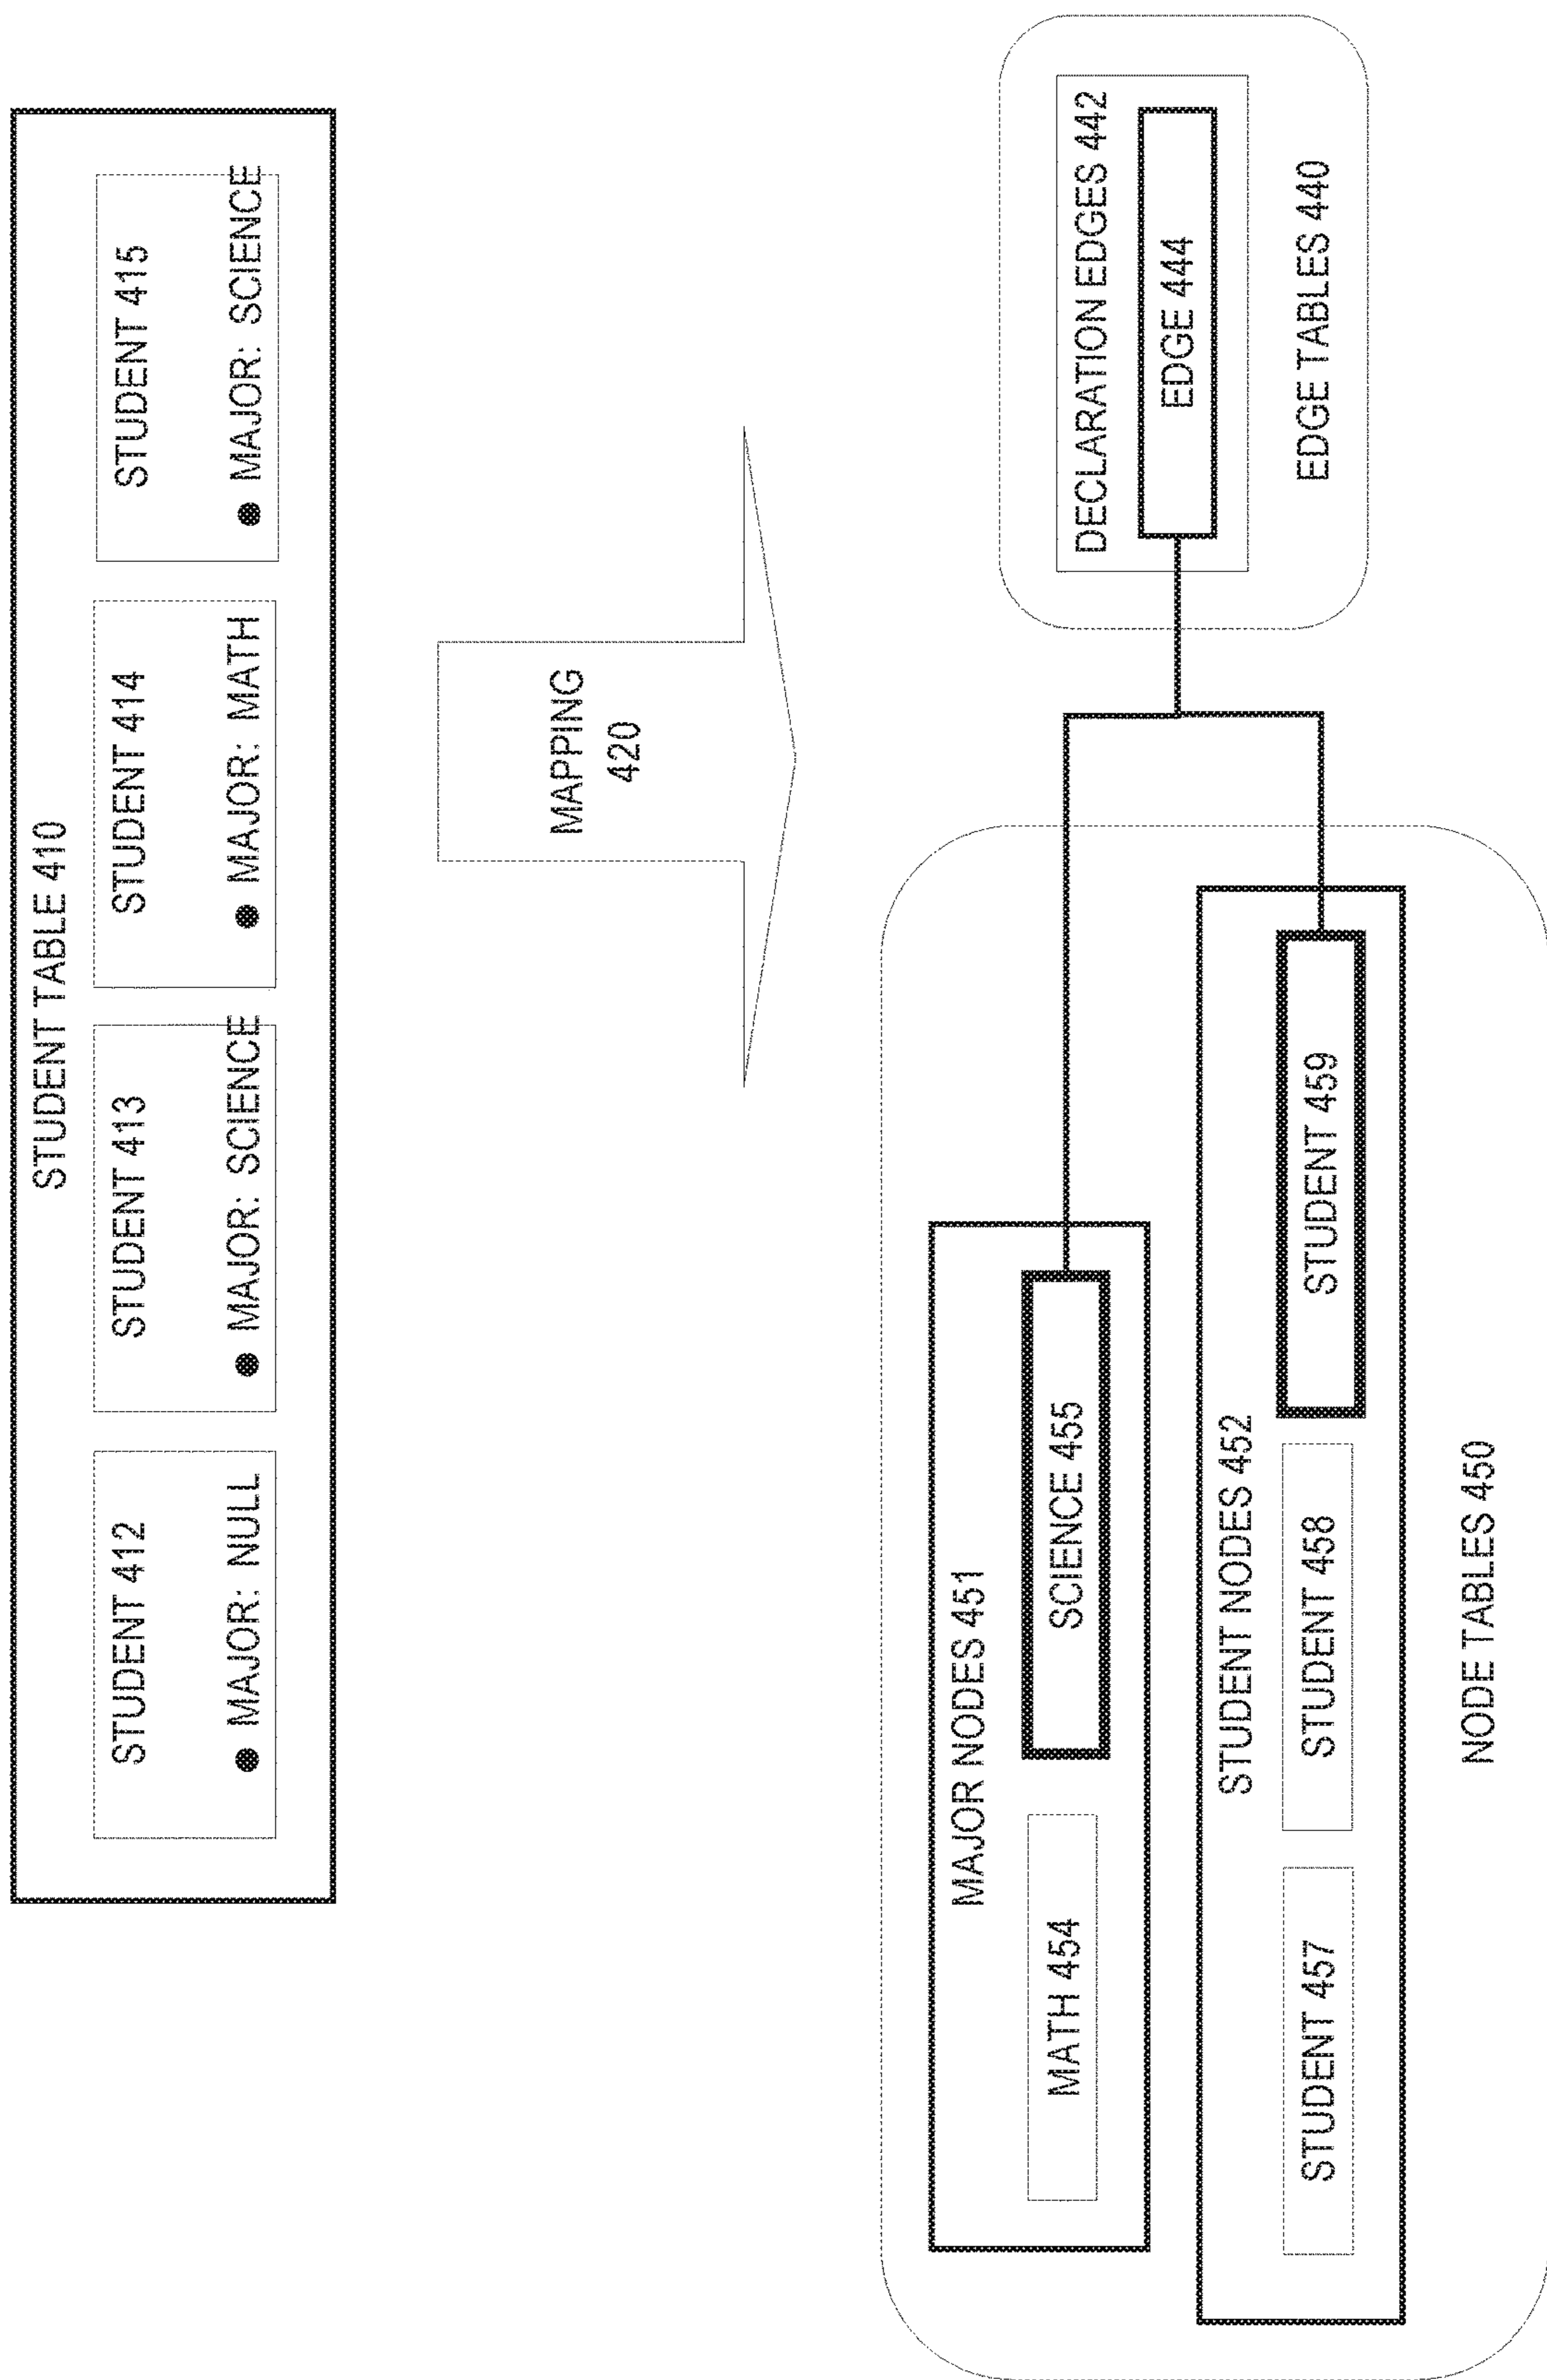 STUDENT TABLE 410
STUDENT 412
● MAJOR: NULL
STUDENT 413
● MAJOR: SCIENCE
STUDENT 414
● MAJOR: MATH
STUDENT 415
● MAJOR: SCIENCE
MAPPING
420
MAJOR NODES 451
MATH 454
SCIENCE 455
STUDENT NODES 452
STUDENT 457
STUDENT 458
STUDENT 459
NODE TABLES 450
DECLARATION EDGES 442
EDGE 444
EDGE TABLES 440